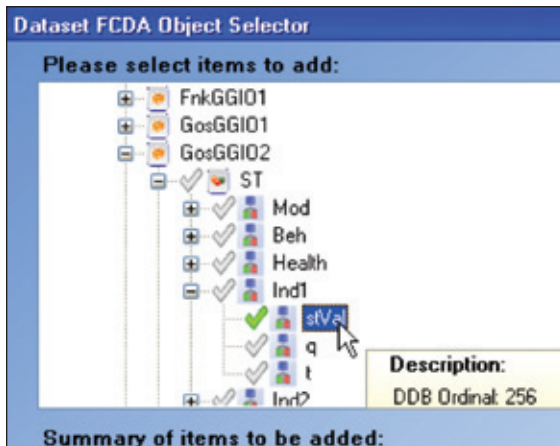 Dataset FCDA Object Selector
Please select items to add:
FnkGGIO1
GosGGIO1
GosGGIO2
ST
Mod
Beh
Health
Ind1
stVal
q
t
Ind2
Description:
DDB Ordinal: 256
Summary of items to be added: